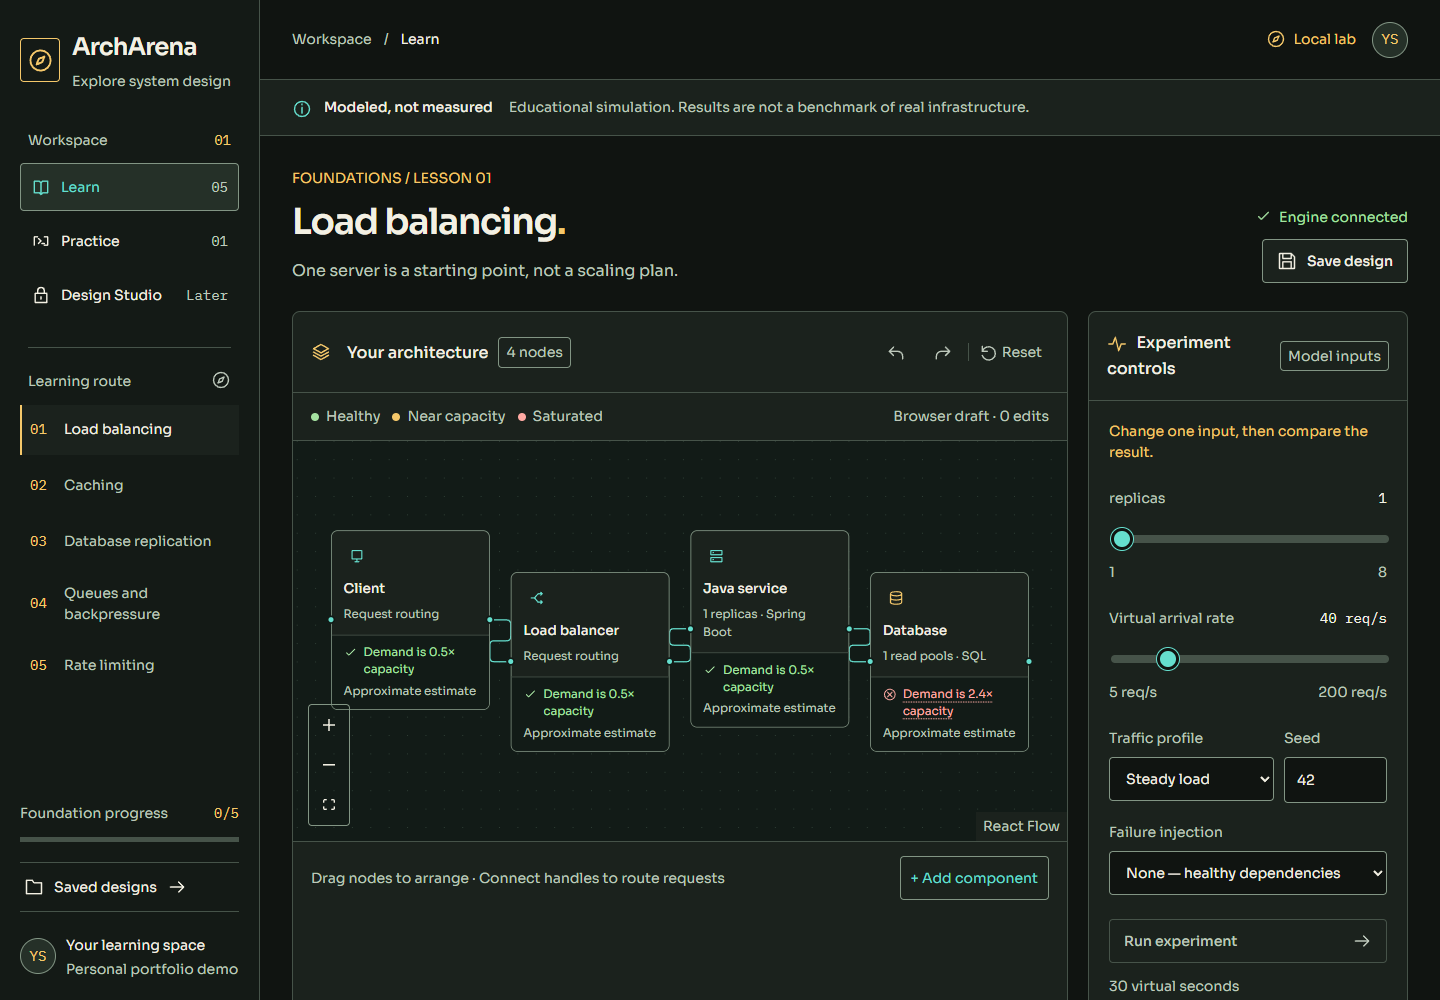 ArchArena
Explore system design
Workspace 01
Learn 05
Practice 01
Design Studio Later
Learning route
01 Load balancing
02 Caching
03 Database replication
04 Queues and
backpressure
05 Rate limiting
Foundation progress 0/5
Saved designs
YS Your learning space
Personal portfolio demo
Workspace / Learn
Local lab YS
Modeled, not measured Educational simulation. Results are not a benchmark of real infrastructure.
FOUNDATIONS / LESSON 01
Load balancing.
One server is a starting point, not a scaling plan.
Engine connected
Save design
Your architecture 4 nodes
Reset
Healthy Near capacity Saturated
Browser draft · 0 edits
Client
Request routing
Demand is 0.5×
capacity
Approximate estimate
Load balancer
Request routing
Demand is 0.5×
capacity
Approximate estimate
Java service
1 replicas · Spring
Boot
Demand is 0.5×
capacity
Approximate estimate
Database
1 read pools · SQL
Demand is 2.4×
capacity
Approximate estimate
React Flow
Drag nodes to arrange · Connect handles to route requests
+ Add component
Experiment
controls
Model inputs
Change one input, then compare the
result.
replicas 1
1 8
Virtual arrival rate 40 req/s
5 req/s 200 req/s
Traffic profile Seed
Steady load 42
Failure injection
None — healthy dependencies
Run experiment
30 virtual seconds